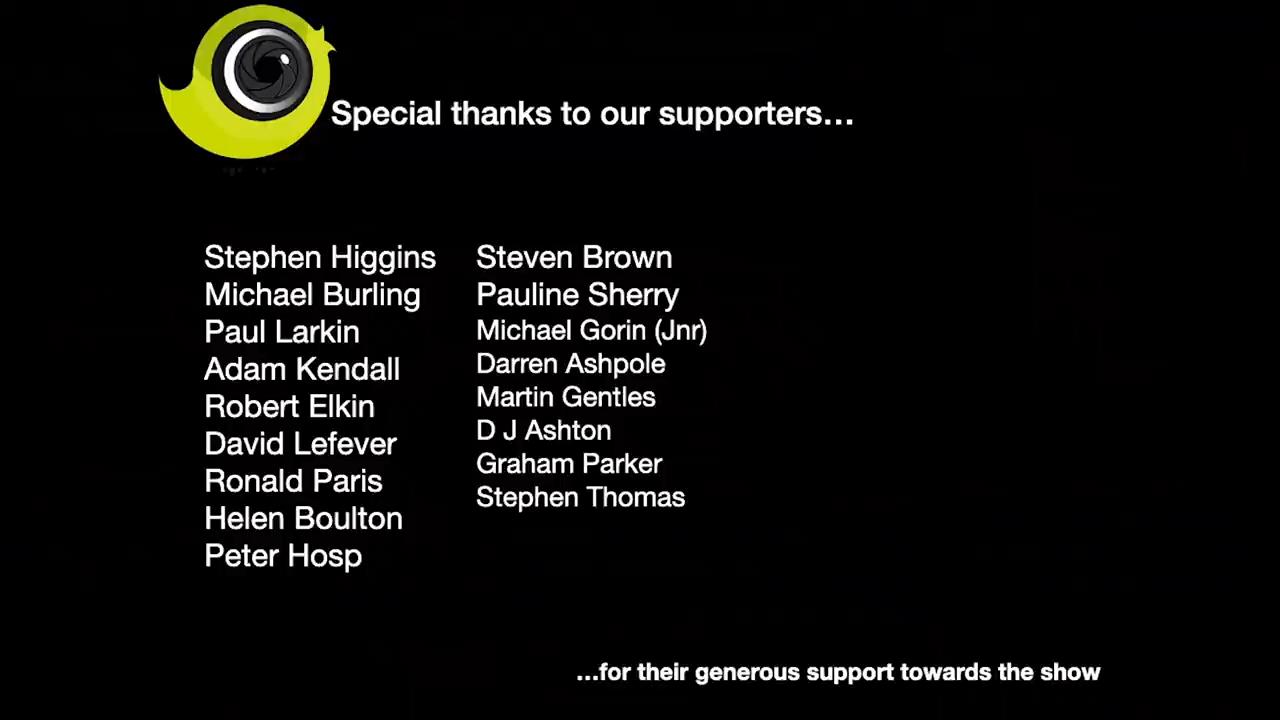 Special thanks to our supporters…
Stephen Higgins
Michael Burling
Paul Larkin
Adam Kendall
Robert Elkin
David Lefever
Ronald Paris
Helen Boulton
Peter Hosp
Steven Brown
Pauline Sherry
Michael Gorin (Jnr)
Darren Ashpole
Martin Gentles
D J Ashton
Graham Parker
Stephen Thomas
…for their generous support towards the show